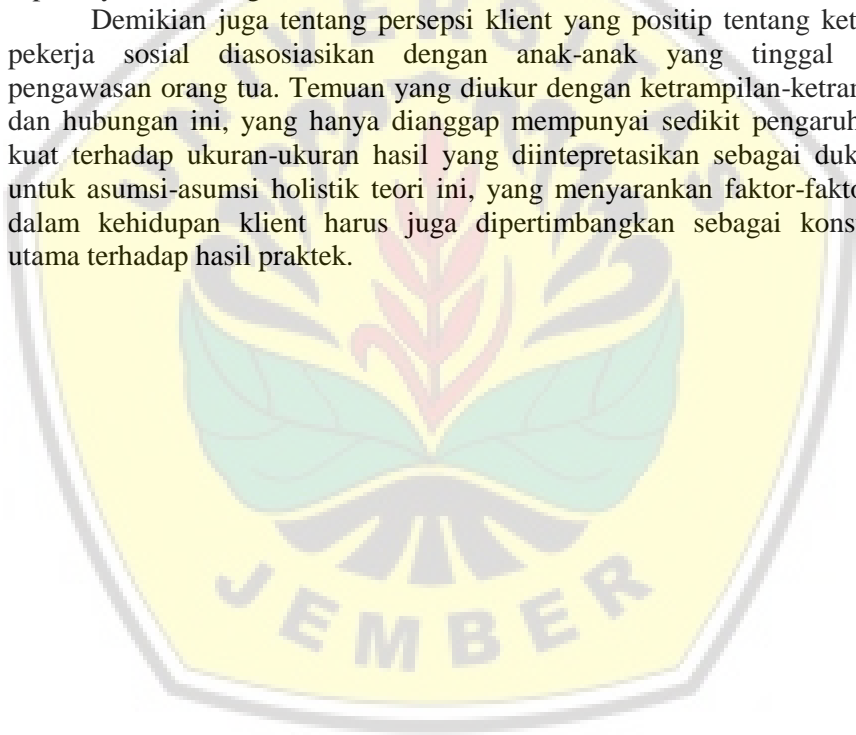 Demikian juga tentang persepsi klient yang positip tentang ket
pekerja sosial diasosiasikan dengan anak-anak yang tinggal
pengawasan orang tua. Temuan yang diukur dengan ketrampilan-ketran
dan hubungan ini, yang hanya dianggap mempunyai sedikit pengaruh
kuat terhadap ukuran-ukuran hasil yang diintepretasikan sebagai duk
untuk asumsi-asumsi holistik teori ini, yang menyarankan faktor-fakto
dalam kehidupan klient harus juga dipertimbangkan sebagai kons
utama terhadap hasil praktek.
UNIVERSITAS
JEMBER